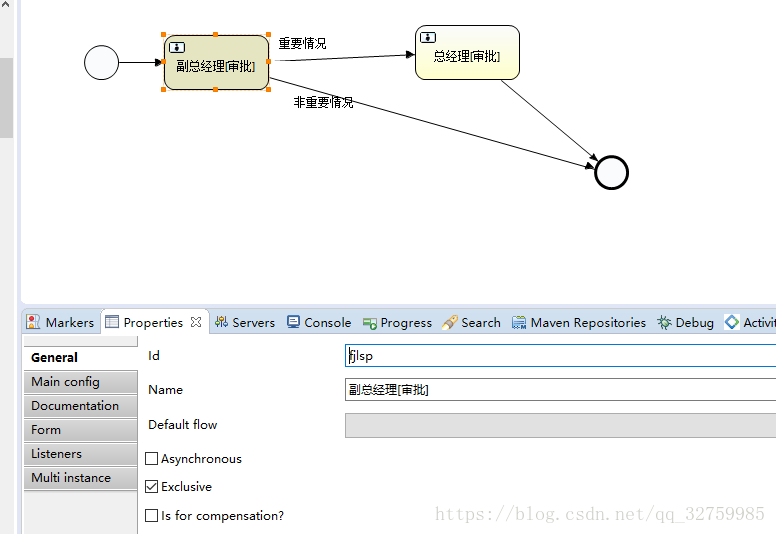 重要情况
副总经理[审批]
总经理[审批]
非重要情况
Markers
Properties
Servers
Console
Progress
Search
Maven Repositories
Debug
Activit
General
Main config
Documentation
Form
Listeners
Multi instance
Id
fjlsp
Name
副总经理[审批]
Default flow
Asynchronous
Exclusive
Is for compensation?
https://blog.csdn.net/qq_32759985